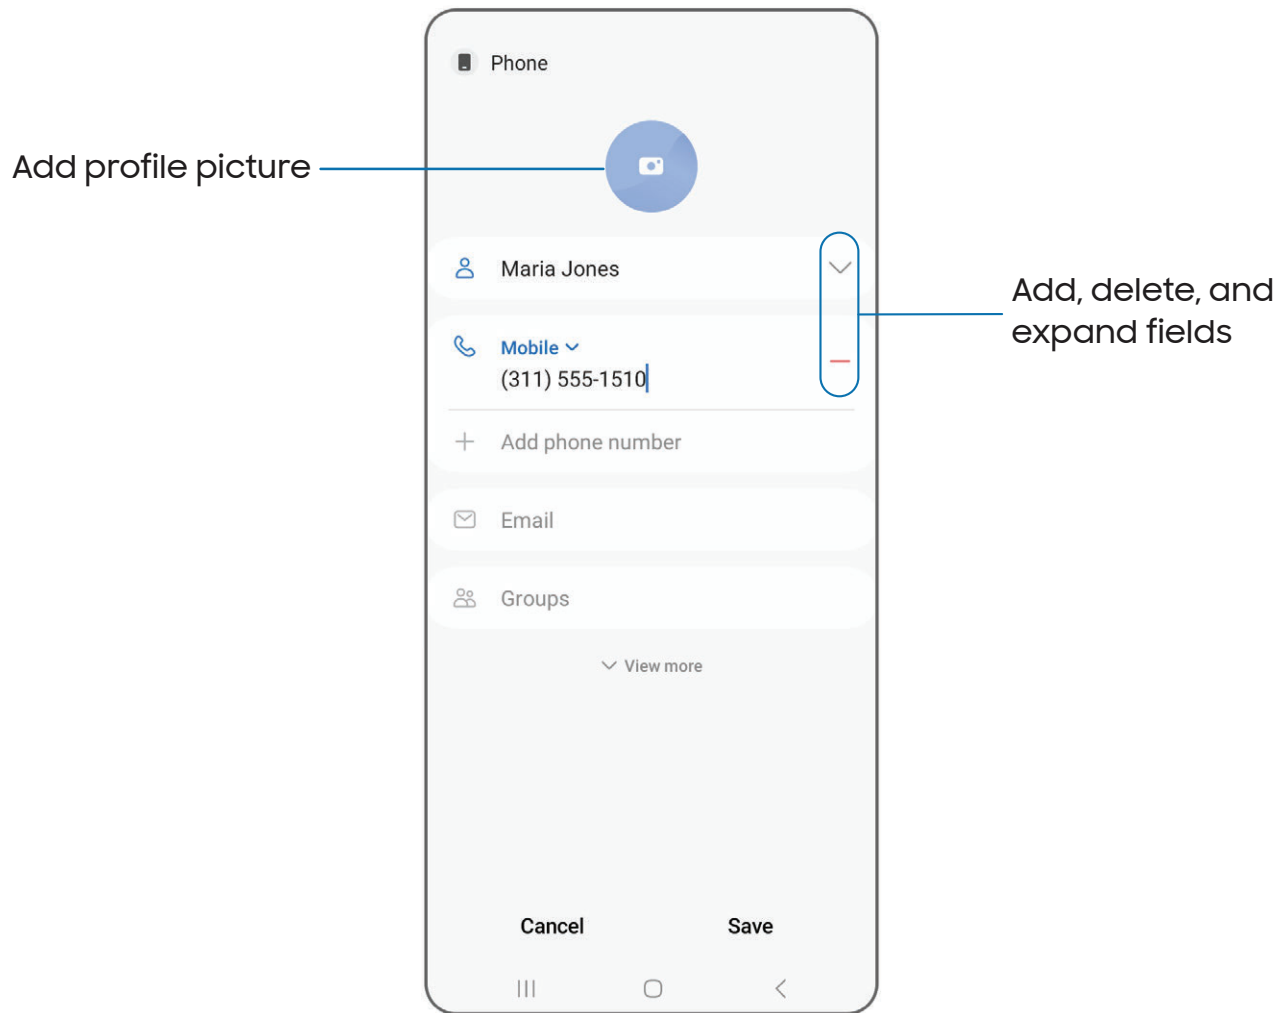 Phone
Add profile picture
Maria Jones
Add, delete, and
expand fields
Mobile
(311) 555-1510
Add phone number
Email
Groups
View more
Cancel
Save